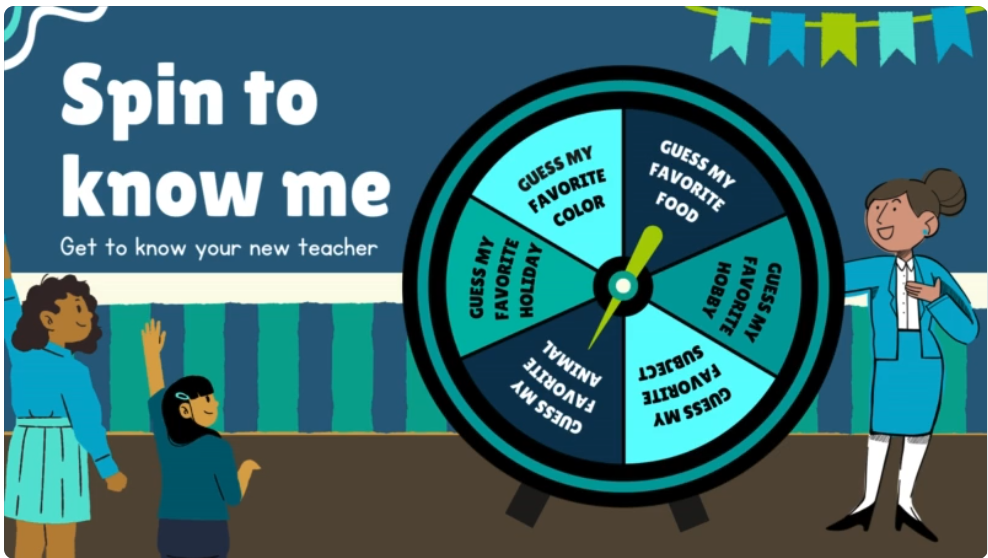 Spin to
know me
Get to know your new teacher
GUESS MY
FAVORITE
COLOR
GUESS MY
FAVORITE
FOOD
GUESS MY
FAVORITE
HOBBY
GUESS MY
FAVORITE
SUBJECT
GUESS MY
FAVORITE
ANIMAL
GUESS MY
FAVORITE
HOLIDAY